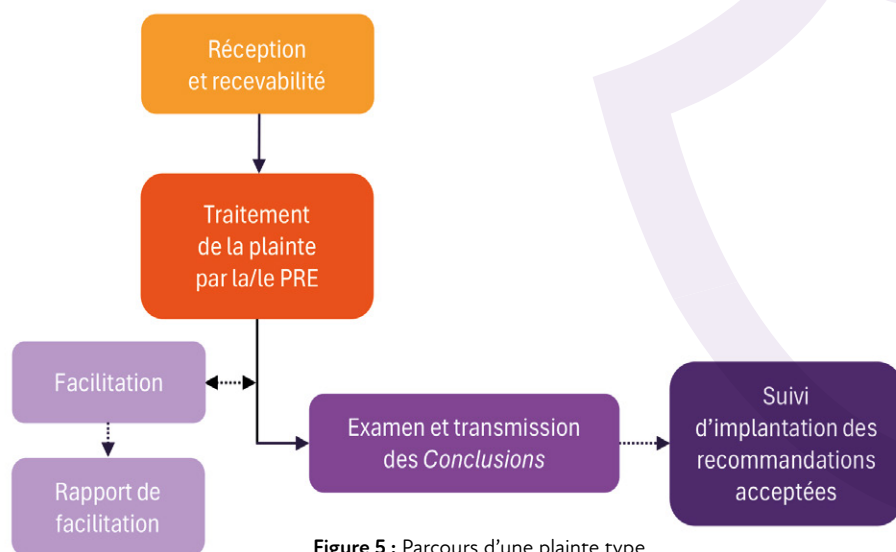 Réception
et recevabilité
Traitement
de la plainte
par la/le PRE
Facilitation
Rapport de
facilitation
Examen et transmission
des Conclusions
Suivi
d'implantation des
recommandations
acceptées
Figure 5 : Parcours d'une plainte type